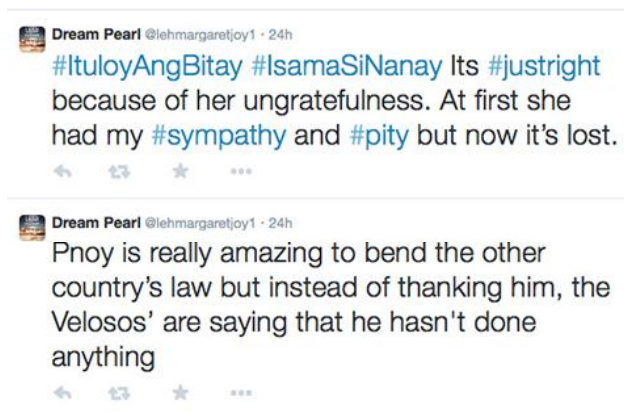 Dream Pearl @lehmargaretjoy1 · 24h
#ItuloyAngBitay #IsamaSiNanay Its #justright
because of her ungratefulness. At first she
had my #sympathy and #pity but now it's lost.
Dream Pearl @lehmargaretjoy1 · 24h
Pnoy is really amazing to bend the other
country's law but instead of thanking him, the
Velosos' are saying that he hasn't done
anything